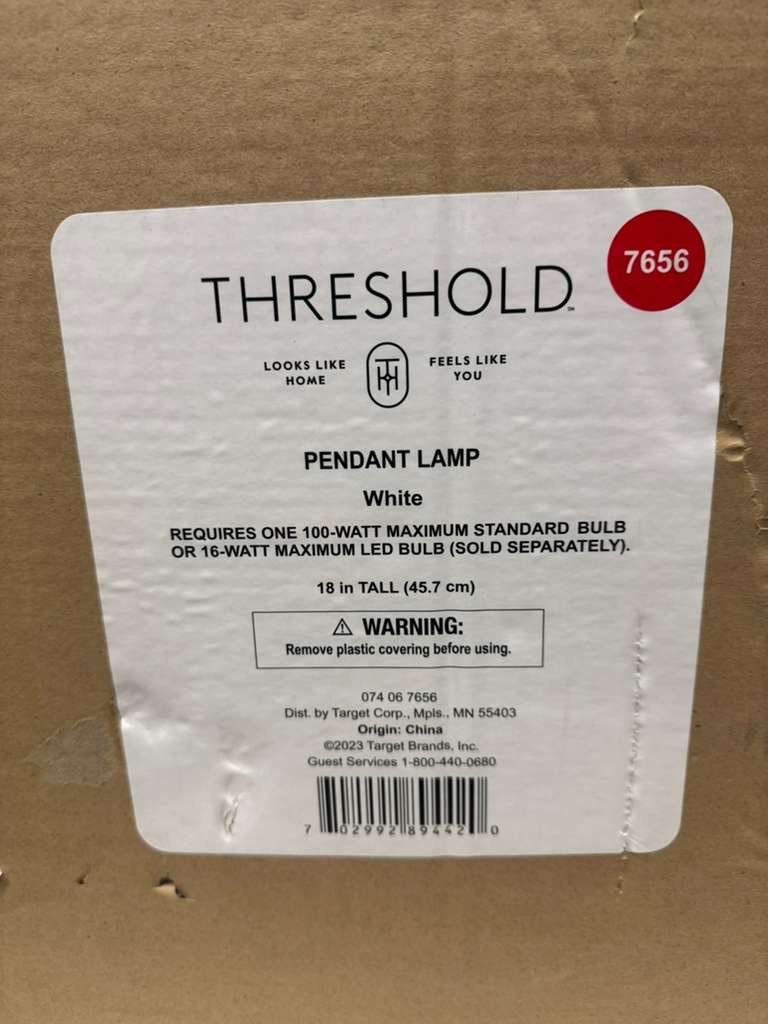 7656
THRESHOLD™
LOOKS LIKE HOME
TH
FEELS LIKE YOU
PENDANT LAMP
White
REQUIRES ONE 100-WATT MAXIMUM STANDARD BULB
OR 16-WATT MAXIMUM LED BULB (SOLD SEPARATELY).
18 in TALL (45.7 cm)
⚠ WARNING:
Remove plastic covering before using.
074 06 7656
Dist. by Target Corp., Mpls., MN 55403
Origin: China
©2023 Target Brands, Inc.
Guest Services 1-800-440-0680
7 02992 89442 0